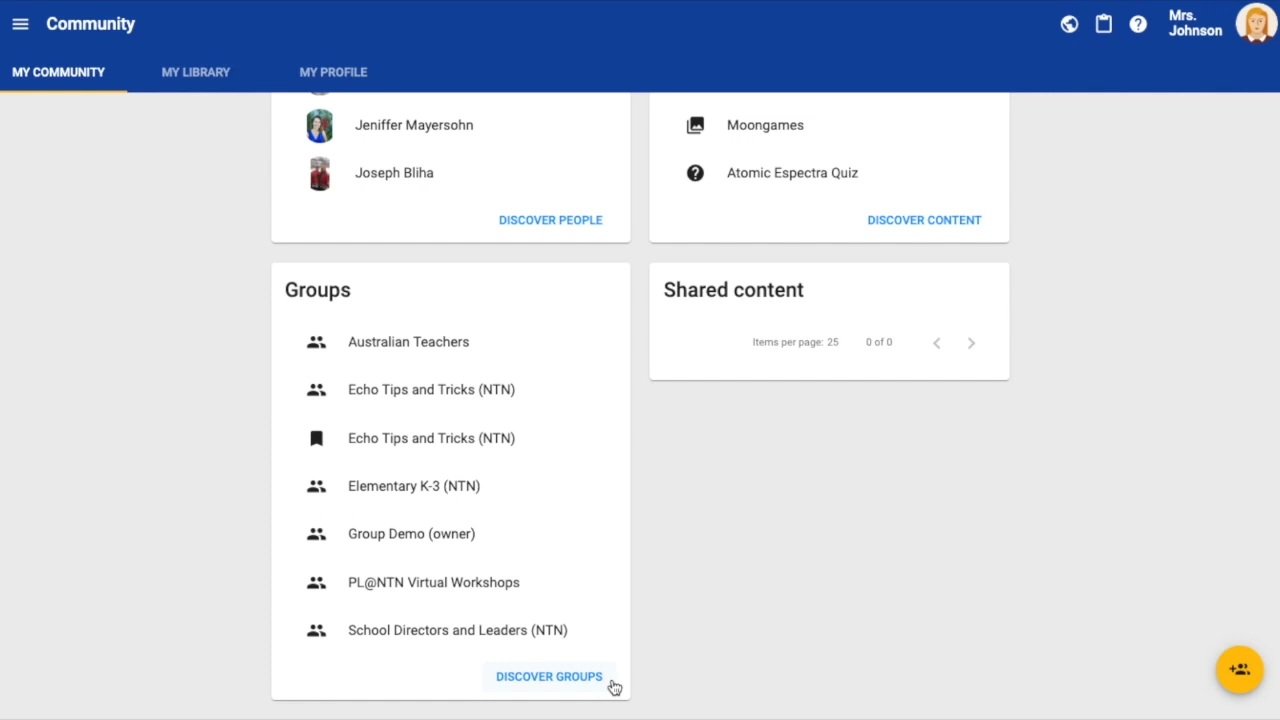 Community
Mrs.
Johnson
MY COMMUNITY
MY LIBRARY
MY PROFILE
Jeniffer Mayersohn
Joseph Bliha
DISCOVER PEOPLE
Moongames
Atomic Espectra Quiz
DISCOVER CONTENT
Groups
Australian Teachers
Echo Tips and Tricks (NTN)
Echo Tips and Tricks (NTN)
Elementary K-3 (NTN)
Group Demo (owner)
PL@NTN Virtual Workshops
School Directors and Leaders (NTN)
DISCOVER GROUPS
Shared content
Items per page: 25 0 of 0